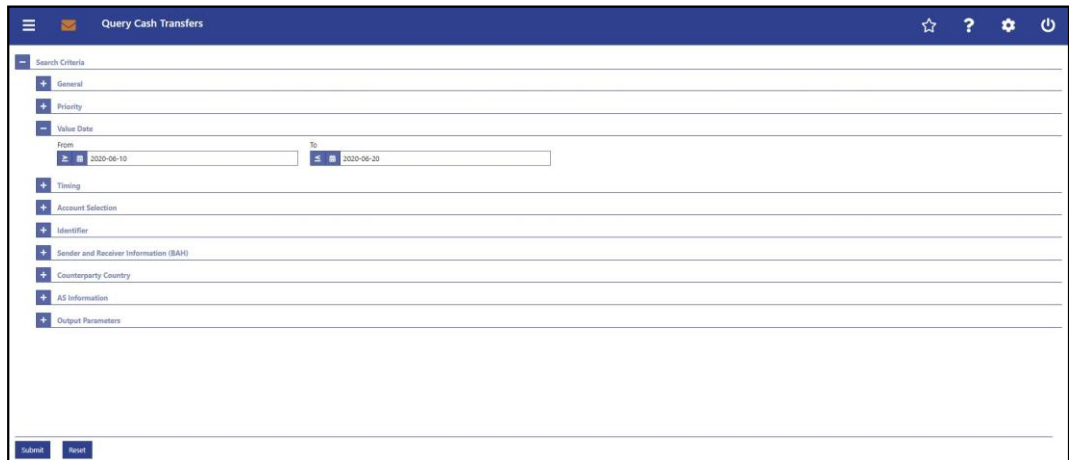 Query Cash Transfers
?
Search Criteria
General
Priority
Value Date
From To
≥ 2020-06-10 ≤ 2020-06-20
Timing
Account Selection
Identifier
Sender and Receiver Information (BAH)
Counterparty Country
AS Information
Output Parameters
Submit Reset